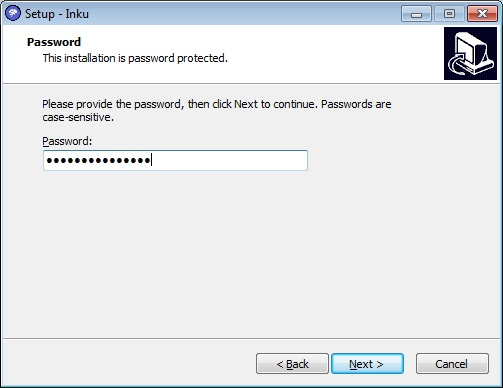 Setup - Inku
Password
This installation is password protected.
Please provide the password, then click Next to continue. Passwords are
case-sensitive.
Password:
●●●●●●●●●●●●●●●
< Back
Next >
Cancel